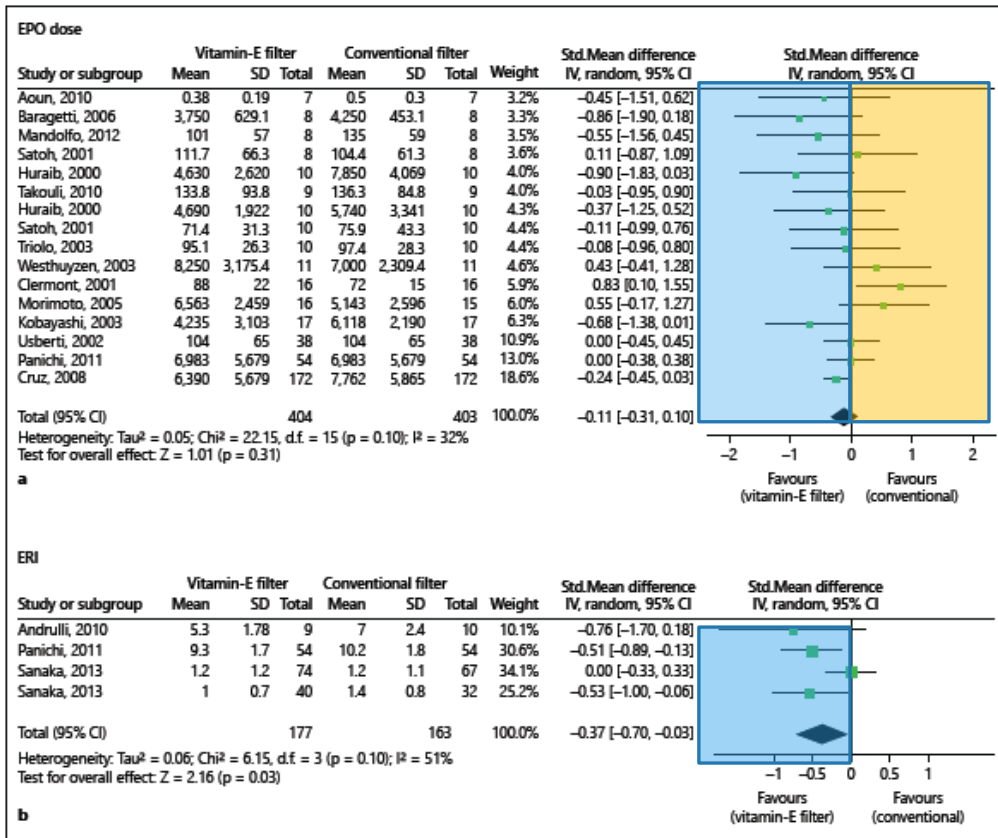 EPO dose
Vitamin-E filter Conventional filter Std.Mean difference Std.Mean difference
Study or subgroup Mean SD Total Mean SD Total Weight IV, random, 95% CI IV, random, 95% CI
Aoun, 2010 0.38 0.19 7 0.5 0.3 7 3.2% −0.45 [−1.51, 0.62]
Baragetti, 2006 3,750 629.1 8 4,250 453.1 8 3.3% −0.86 [−1.90, 0.18]
Mandolfo, 2012 101 57 8 135 59 8 3.5% −0.55 [−1.56, 0.45]
Satoh, 2001 111.7 66.3 8 104.4 61.3 8 3.6% 0.11 [−0.87, 1.09]
Huraib, 2000 4,630 2,620 10 7,850 4,069 10 4.0% −0.90 [−1.83, 0.03]
Takouli, 2010 133.8 93.8 9 136.3 84.8 9 4.0% −0.03 [−0.95, 0.90]
Huraib, 2000 4,690 1,922 10 5,740 3,341 10 4.3% −0.37 [−1.25, 0.52]
Satoh, 2001 71.4 31.3 10 75.9 43.3 10 4.4% −0.11 [−0.99, 0.76]
Triolo, 2003 95.1 26.3 10 97.4 28.3 10 4.4% −0.08 [−0.96, 0.80]
Westhuyzen, 2003 8,250 3,175.4 11 7,000 2,309.4 11 4.6% 0.43 [−0.41, 1.28]
Clermont, 2001 88 22 16 72 15 16 5.9% 0.83 [0.10, 1.55]
Morimoto, 2005 6,563 2,459 16 5,143 2,596 15 5.9% 0.55 [−0.17, 1.27]
Kobayashi, 2003 4,235 3,103 17 6,118 2,190 17 6.3% −0.68 [−1.38, 0.01]
Usberti, 2002 104 65 38 104 65 38 10.9% 0.00 [−0.45, 0.45]
Panichi, 2011 6,983 5,679 54 6,983 5,679 54 13.0% 0.00 [−0.38, 0.38]
Cruz, 2008 6,390 5,679 172 7,762 5,865 172 18.6% −0.24 [−0.45, 0.03]
Total (95% CI) 404 403 100.0% −0.11 [−0.31, 0.10]
Heterogeneity: Tau² = 0.05; Chi² = 22.15, d.f. = 15 (p = 0.10); I² = 32%
Test for overall effect: Z = 1.01 (p = 0.31)
−2 −1 0 1 2
a Favours Favours
(vitamin-E filter) (conventional)
ERI
Vitamin-E filter Conventional filter Std.Mean difference Std.Mean difference
Study or subgroup Mean SD Total Mean SD Total Weight IV, random, 95% CI IV, random, 95% CI
Andrulli, 2010 5.3 1.78 9 7 2.4 10 10.1% −0.76 [−1.70, 0.18]
Panichi, 2011 9.3 1.7 54 10.2 1.8 54 30.6% −0.51 [−0.89, −0.13]
Sanaka, 2013 1.2 1.2 74 1.2 1.1 67 34.1% 0.00 [−0.33, 0.33]
Sanaka, 2013 1 0.7 40 1.4 0.8 32 25.2% −0.53 [−1.00, −0.06]
Total (95% CI) 177 163 100.0% −0.37 [−0.70, −0.03]
Heterogeneity: Tau² = 0.06; Chi² = 6.15, d.f. = 3 (p = 0.10); I² = 51%
Test for overall effect: Z = 2.16 (p = 0.03)
−1 −0.5 0 0.5 1
Favours Favours
b (vitamin-E filter) (conventional)